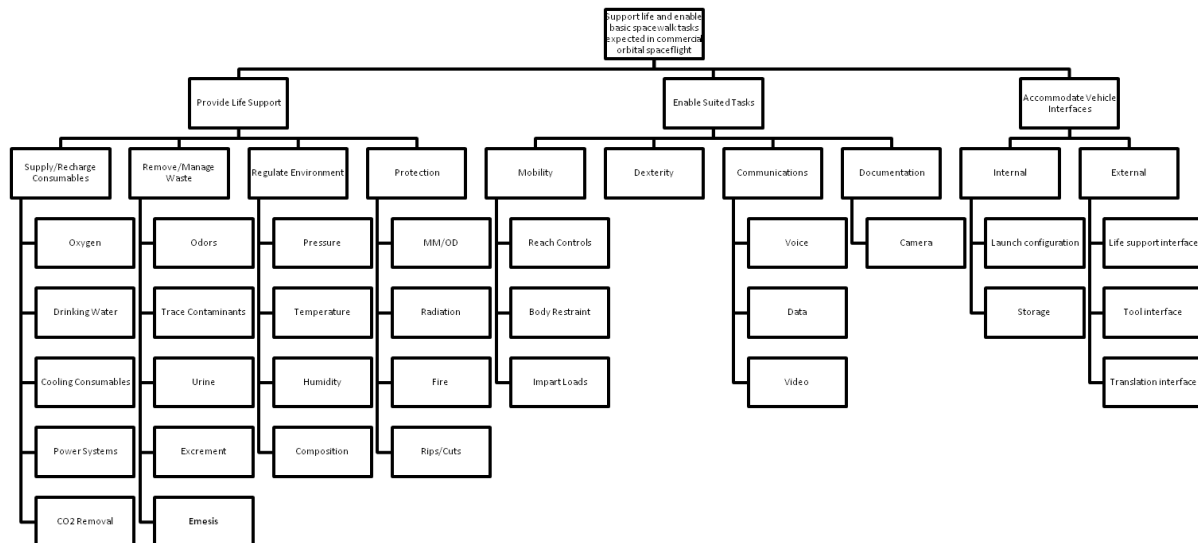 Support life and enable
basic spacewalk tasks
expected in commercial
orbital spaceflight
Provide Life Support
Enable Suited Tasks
Accommodate Vehicle
Interfaces
Supply/Recharge
Consumables
Remove/Manage
Waste
Regulate Environment
Protection
Mobility
Dexterity
Communications
Documentation
Internal
External
Oxygen
Odors
Pressure
MM/OD
Reach Controls
Voice
Camera
Launch configuration
Life support interface
Drinking Water
Trace Contaminants
Temperature
Radiation
Body Restraint
Data
Storage
Tool interface
Cooling Consumables
Urine
Humidity
Fire
Impart Loads
Video
Translation interface
Power Systems
Excrement
Composition
Rips/Cuts
CO2 Removal
Emesis